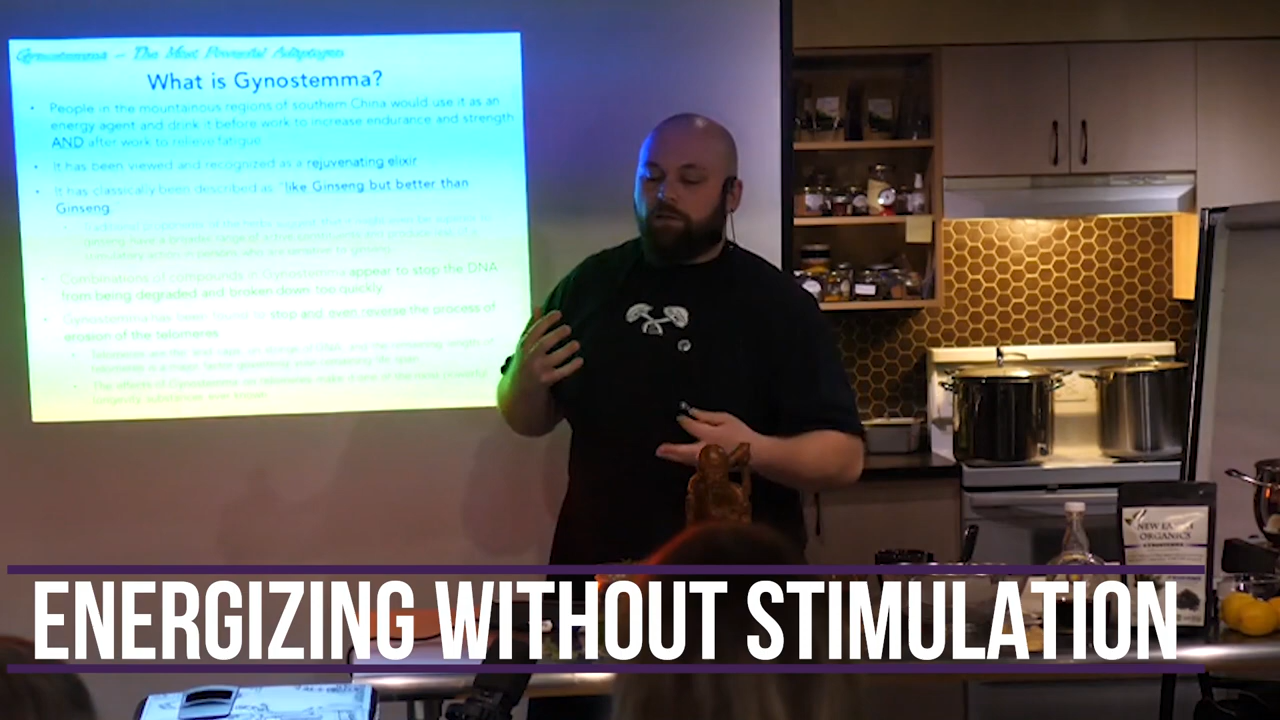 Gynostemma – The Most Powerful Adaptogen
What is Gynostemma?
• People in the mountainous regions of southern China would use it as an
energy agent and drink it before work to increase endurance and strength
AND after work to relieve fatigue.
• It has been viewed and recognized as a rejuvenating elixir
• It has classically been described as, "like Ginseng but better than
Ginseng.
• Combinations of compounds in Gynostemma appear to stop the DNA
from being degraded and broken down too quickly.
• Gynostemma has been found to stop and even reverse the process of
erosion of the telomeres
NEW EARTH
ORGANICS
ENERGIZING WITHOUT STIMULATION